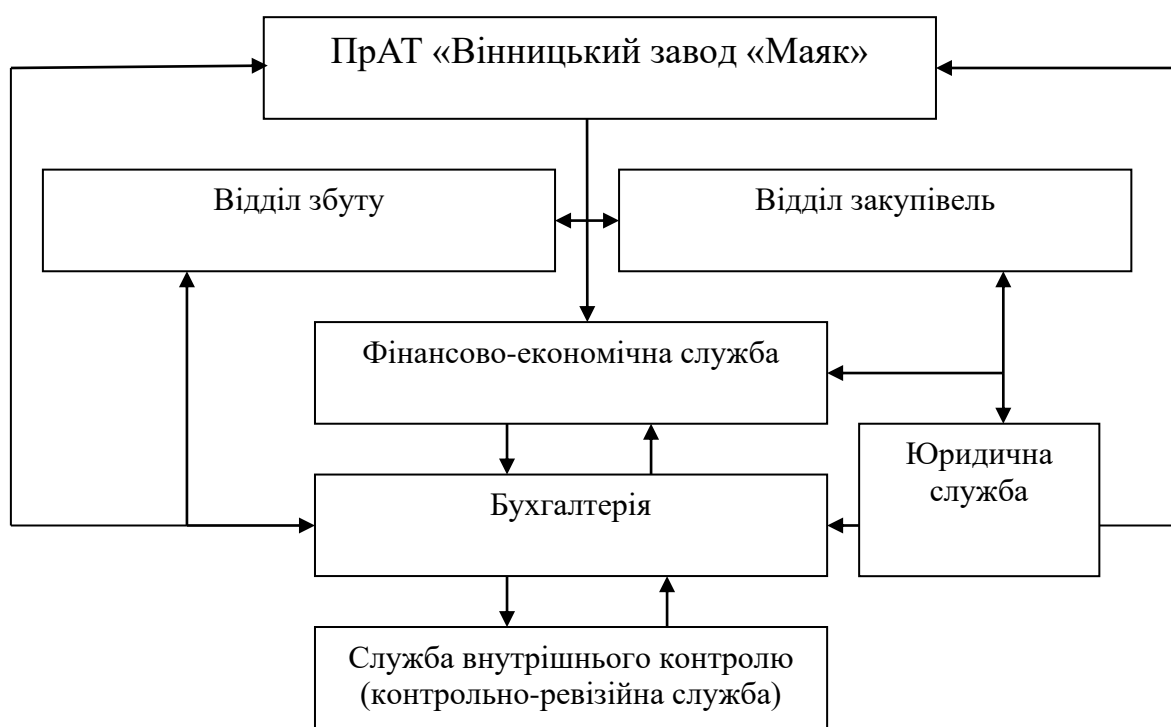 ПрАТ «Вінницький завод «Маяк»
Відділ збуту
Відділ закупівель
Фінансово-економічна служба
Юридична
служба
Бухгалтерія
Служба внутрішнього контролю
(контрольно-ревізійна служба)